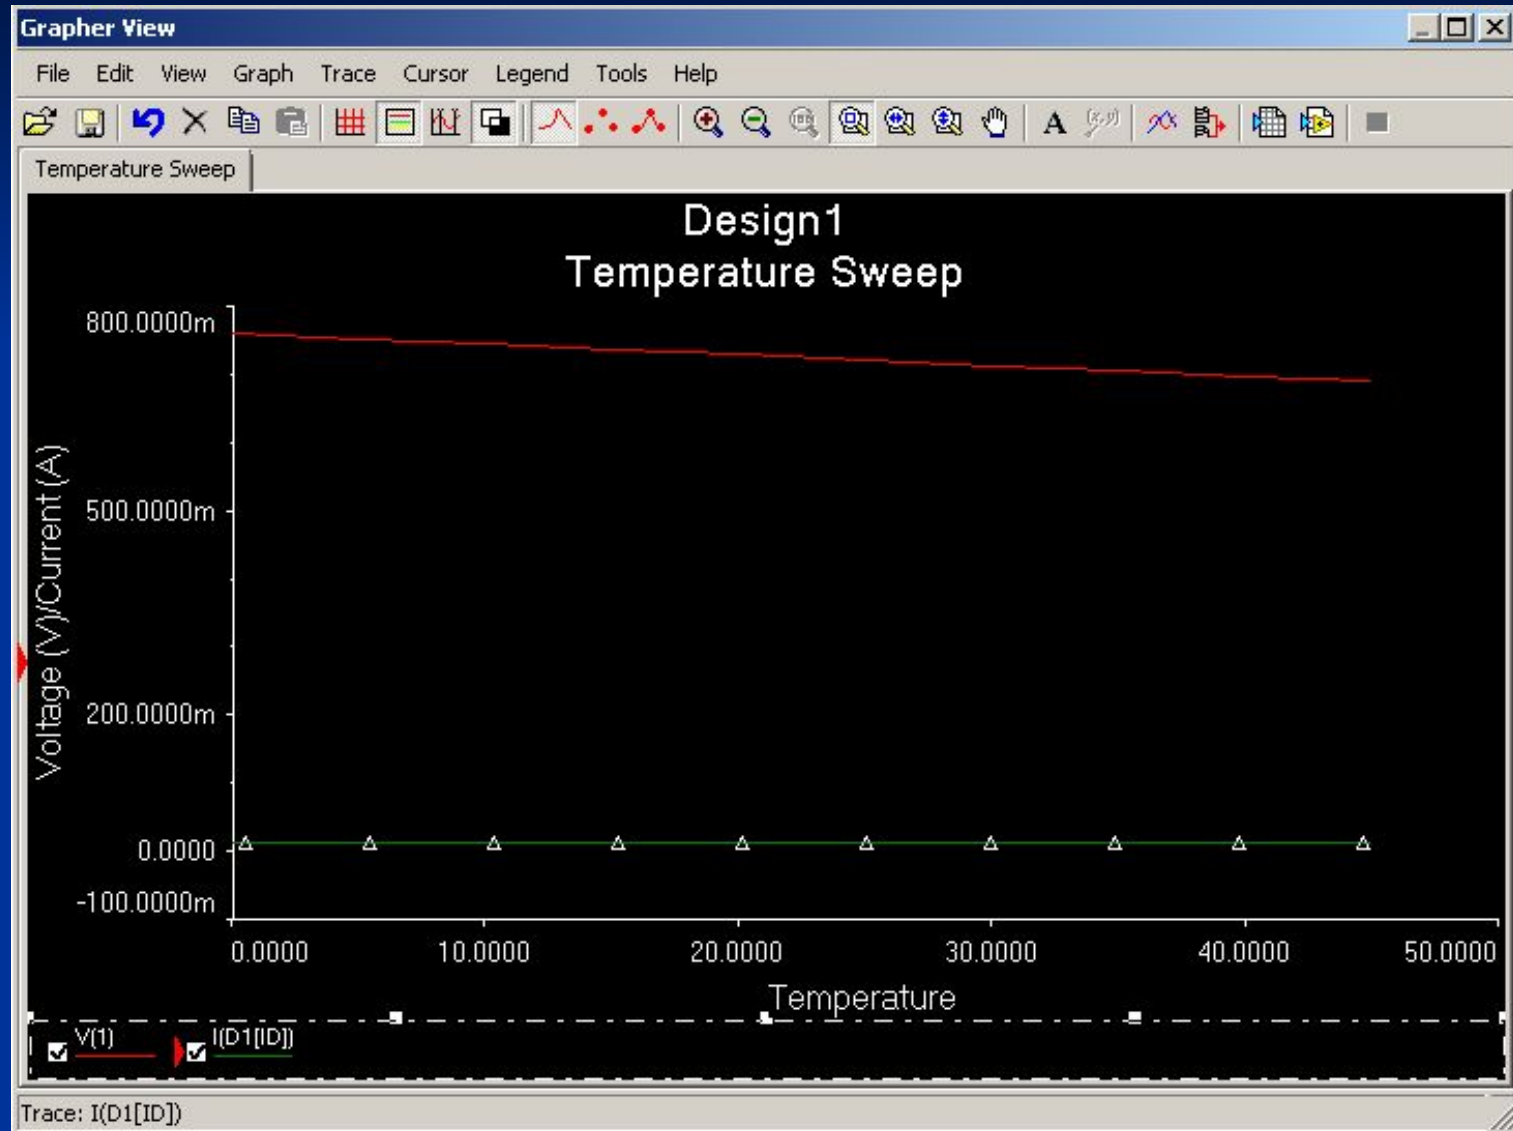 Grapher View
File Edit View Graph Trace Cursor Legend Tools Help
A (x,y)
Temperature Sweep
Design1
Temperature Sweep
Voltage (V)/Current (A)
800.0000m
500.0000m
200.0000m
0.0000
-100.0000m
0.0000 10.0000 20.0000 30.0000 40.0000 50.0000
Temperature
V(1) I(D1[ID])
Trace: I(D1[ID])